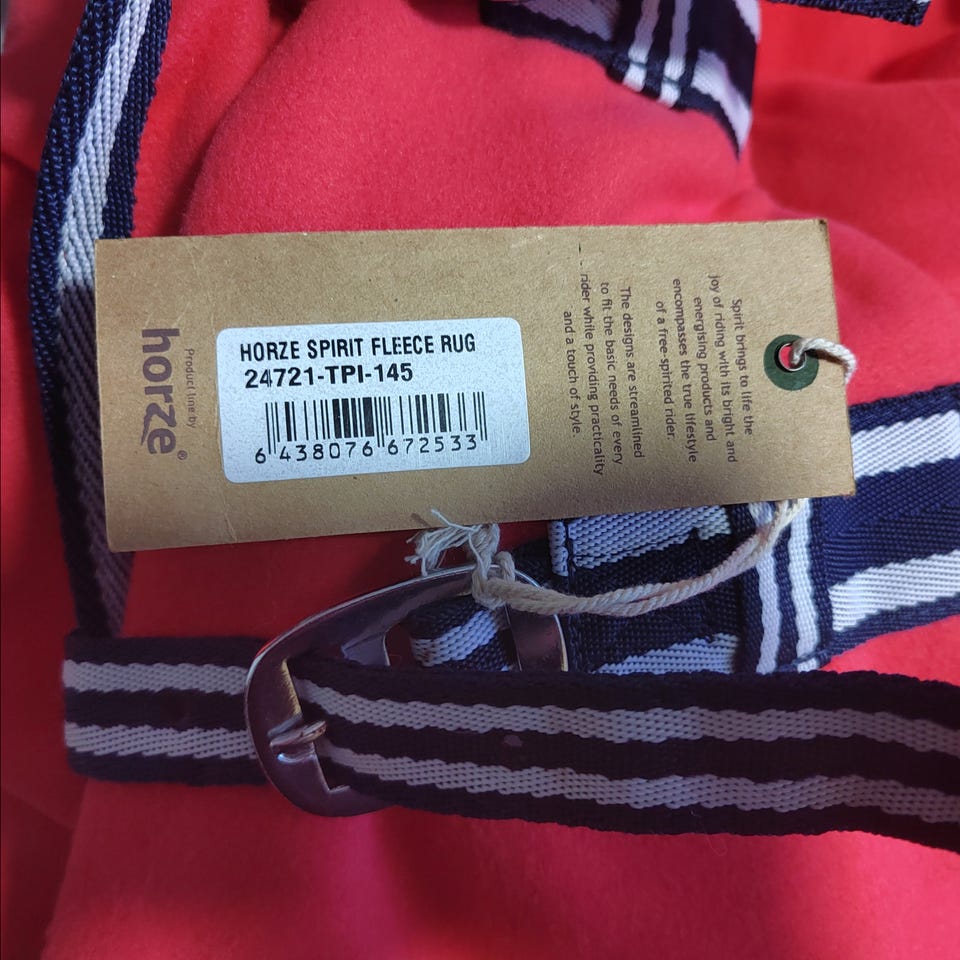 HORZE SPIRIT FLEECE RUG
24721-TPI-145
6 438076 672533
Product line by
horze®
Spirit brings to life the
joy of riding with its bright and
energising products and
encompasses the true lifestyle
of a free-spirited rider.
The designs are streamlined
to fit the basic needs of every
rider while providing practicality
and a touch of style.